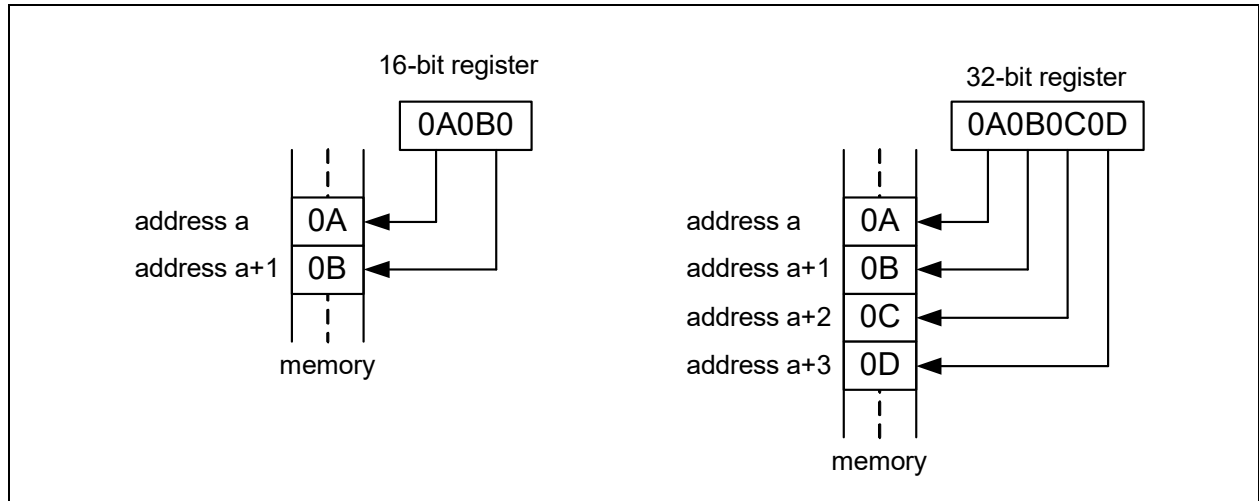 16-bit register
0A0B0
address a
0A
address a+1
0B
memory
32-bit register
0A0B0C0D
address a
0A
address a+1
0B
address a+2
0C
address a+3
0D
memory